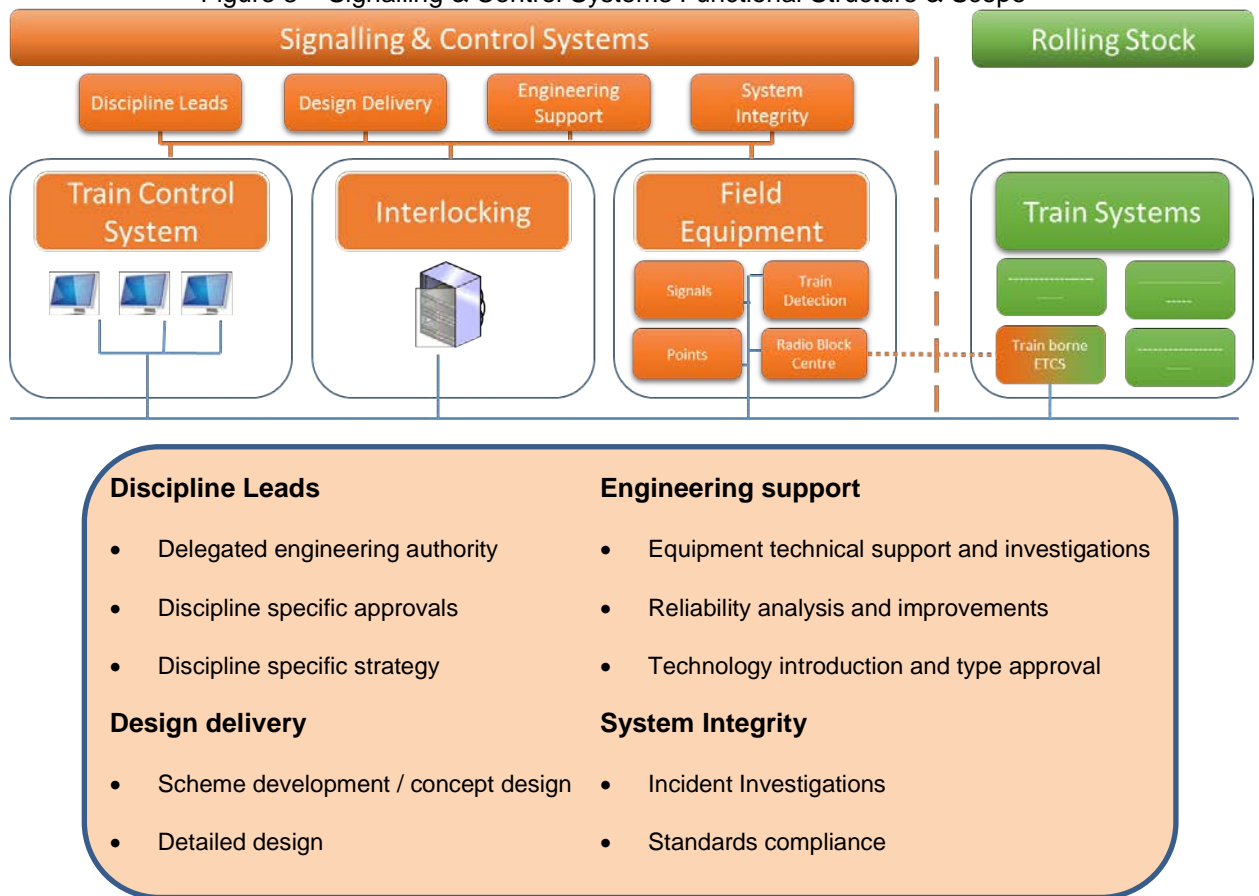 Signalling & Control Systems
Rolling Stock
Discipline Leads
Design Delivery
Engineering
Support
System
Integrity
Train Control
System
Interlocking
Field
Equipment
Signals
Train
Detection
Points
Radio Block
Centre
Train Systems
Train borne
ETCS
Discipline Leads
• Delegated engineering authority
• Discipline specific approvals
• Discipline specific strategy
Design delivery
• Scheme development / concept design
• Detailed design
Engineering support
• Equipment technical support and investigations
• Reliability analysis and improvements
• Technology introduction and type approval
System Integrity
• Incident Investigations
• Standards compliance